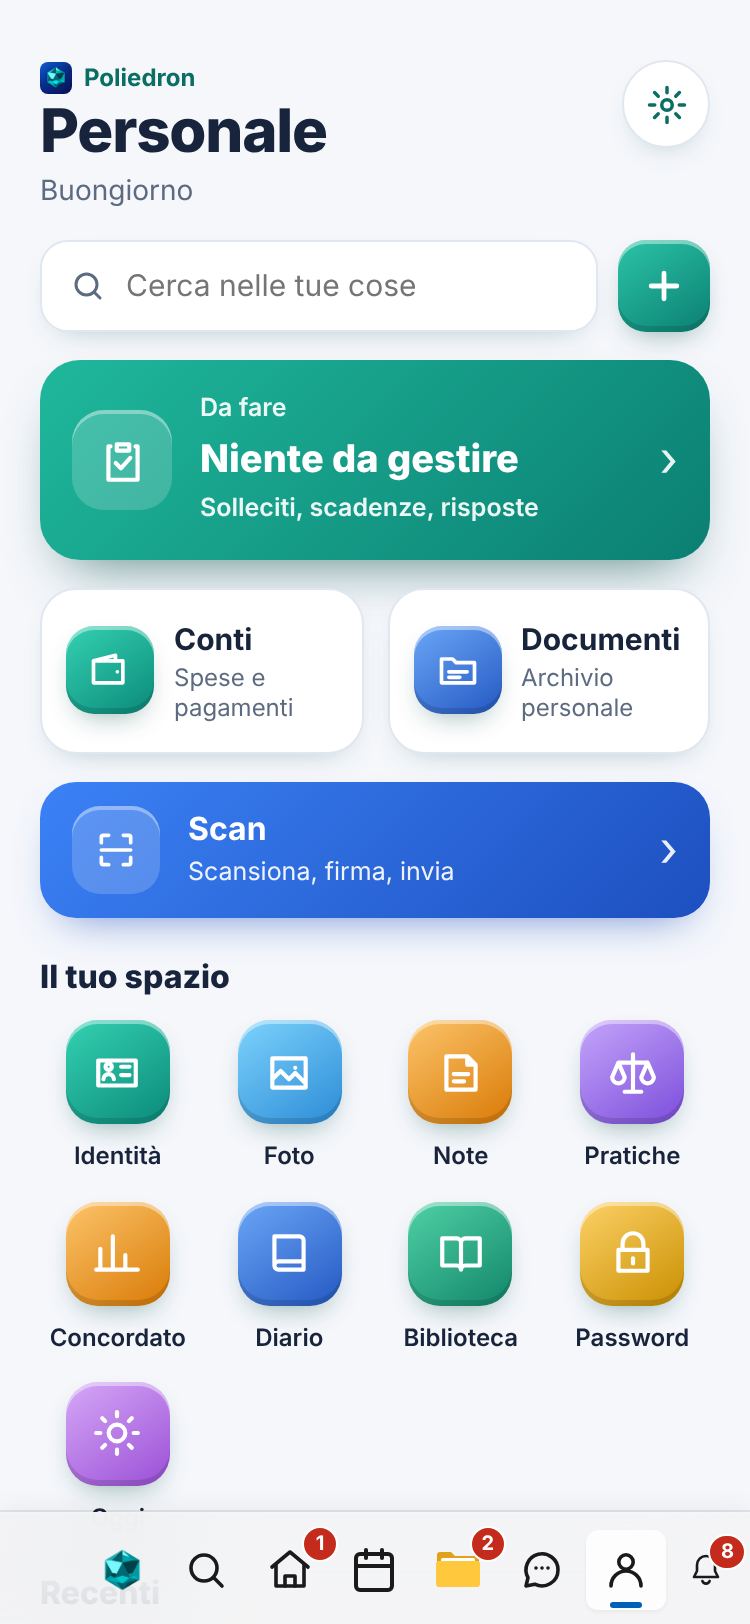 Poliedron
Personale
Buongiorno
Cerca nelle tue cose
Da fare
Niente da gestire
Solleciti, scadenze, risposte
Conti
Spese e
pagamenti
Documenti
Archivio
personale
Scan
Scansiona, firma, invia
Il tuo spazio
Identità
Foto
Note
Pratiche
Concordato
Diario
Biblioteca
Password
Oggi
Recenti
1
2
8